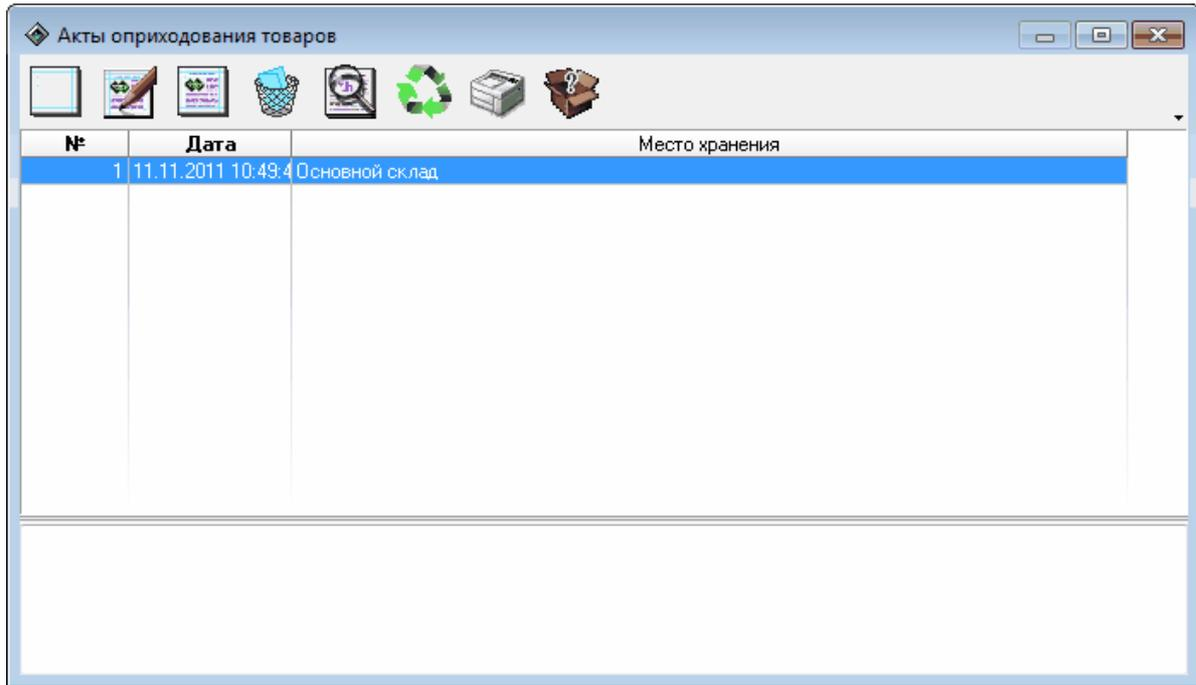 Акты оприходования товаров
№ Дата Место хранения
1 11.11.2011 10:49:4 Основной склад